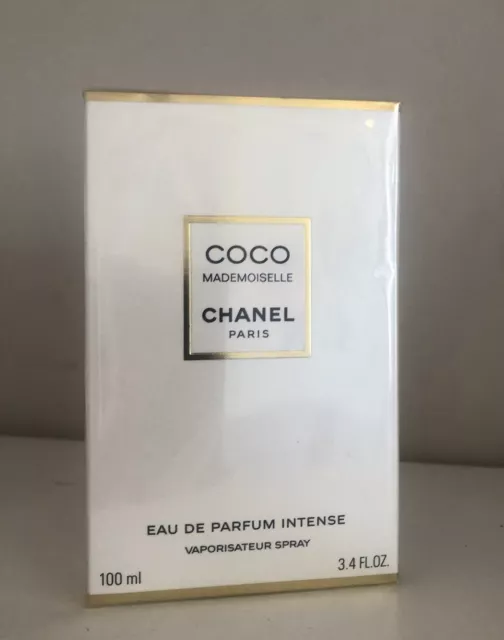 COCO
MADEMOISELLE
CHANEL
PARIS
EAU DE PARFUM INTENSE
VAPORISATEUR SPRAY
100 ml
3.4 FL.OZ.